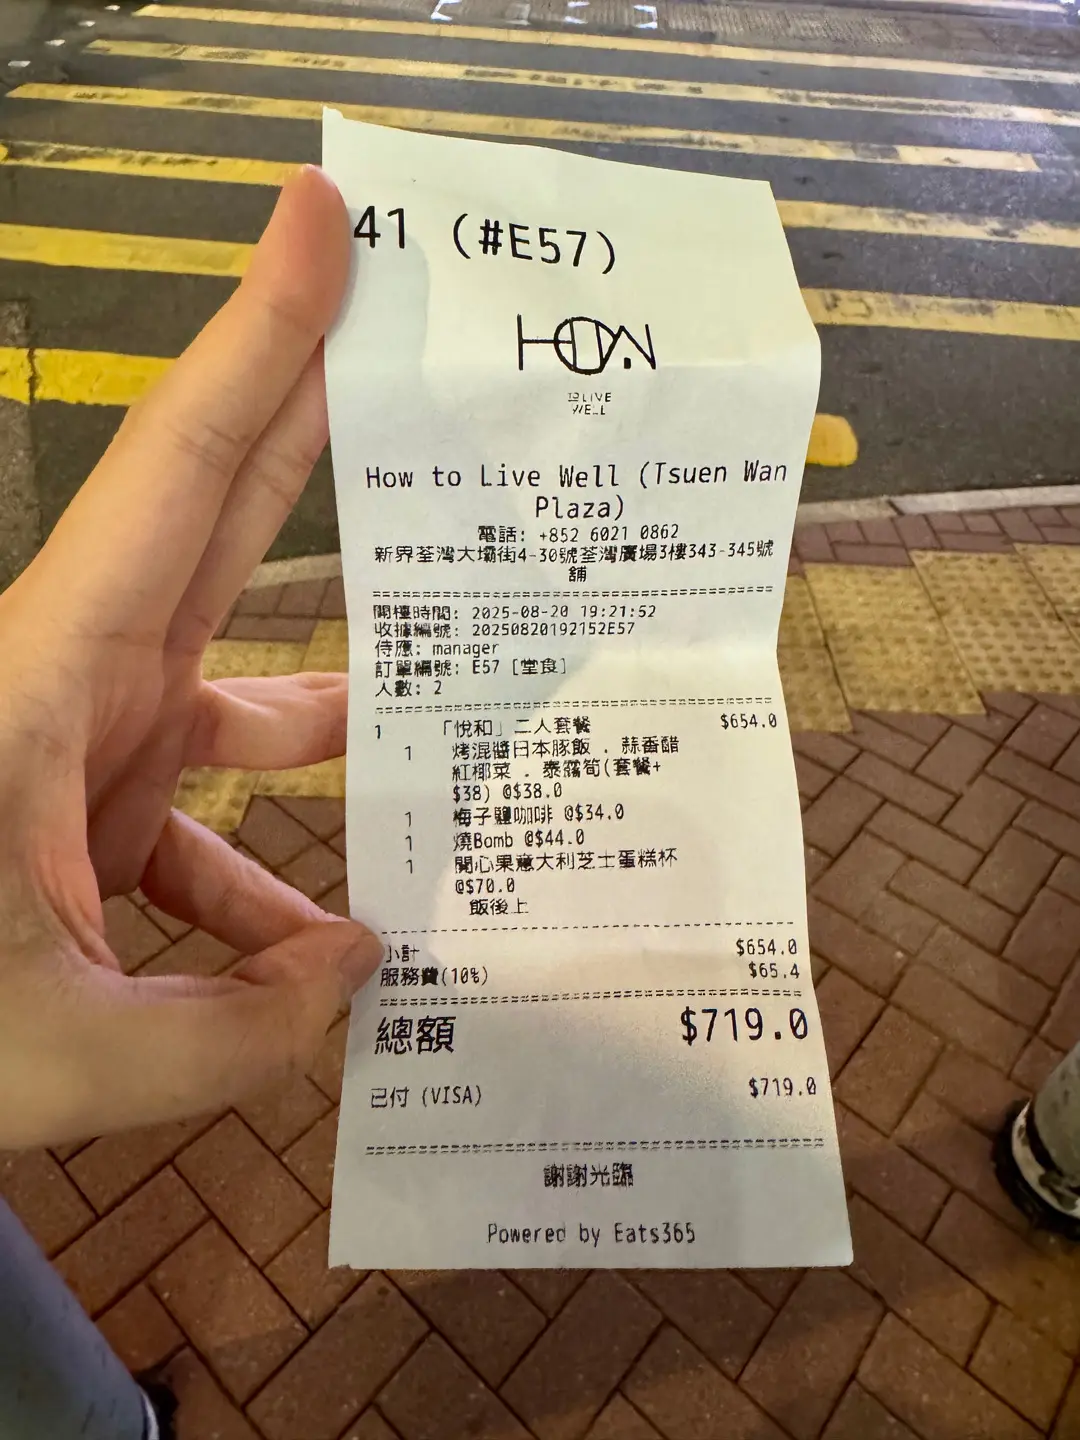 41 (#E57)
HOW
TO LIVE
WELL
How to Live Well (Tsuen Wan
Plaza)
電話: +852 6021 0862
新界荃灣大壩街4-30號荃灣廣場3樓343-345號
舖
開檯時間: 2025-08-20 19:21:52
收據編號: 20250820192152E57
侍應: manager
訂單編號: E57 [堂食]
人數: 2
1 「悅和」二人套餐 $654.0
1 烤混醬日本豚飯 . 蒜香醋
紅椰菜 . 泰露筍(套餐+
$38) @$38.0
1 梅子鹽咖啡 @$34.0
1 燒Bomb @$44.0
1 開心果意大利芝士蛋糕杯
@$70.0
飯後上
小計 $654.0
服務費(10%) $65.4
總額 $719.0
已付 (VISA) $719.0
謝謝光臨
Powered by Eats365